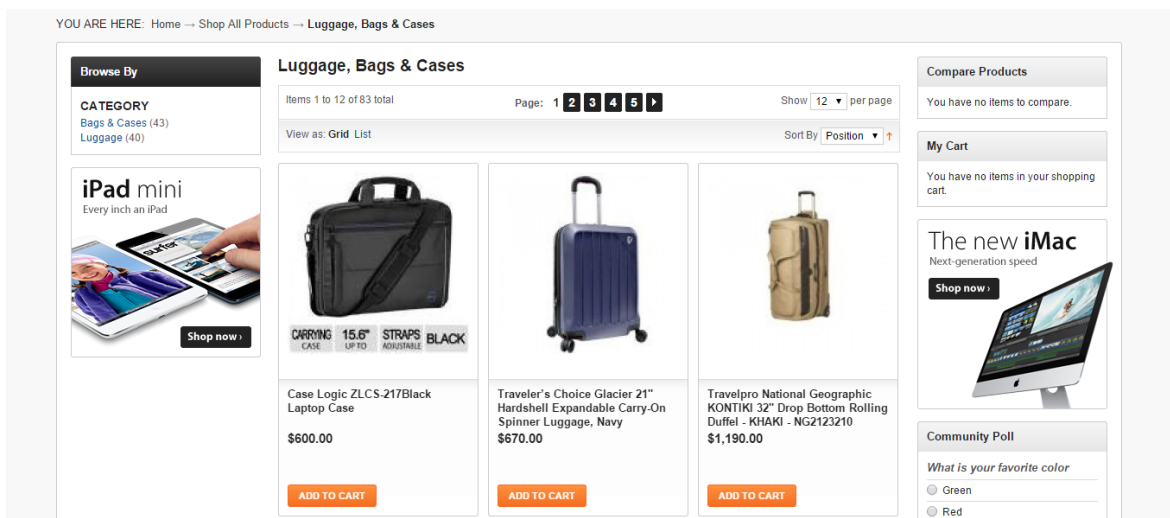 YOU ARE HERE: Home → Shop All Products → Luggage, Bags & Cases
Browse By
CATEGORY
Bags & Cases (43)
Luggage (40)
iPad mini
Every inch an iPad
surfer
Shop now ›
Luggage, Bags & Cases
Items 1 to 12 of 83 total
Page: 1 2 3 4 5
Show 12 per page
View as: Grid List
Sort By Position
CARRYING CASE
15.6" UP TO
STRAPS ADJUSTABLE
BLACK
Case Logic ZLCS-217Black
Laptop Case
$600.00
ADD TO CART
Traveler's Choice Glacier 21"
Hardshell Expandable Carry-On
Spinner Luggage, Navy
$670.00
ADD TO CART
Travelpro National Geographic
KONTIKI 32" Drop Bottom Rolling
Duffel - KHAKI - NG2123210
$1,190.00
ADD TO CART
Compare Products
You have no items to compare.
My Cart
You have no items in your shopping
cart.
The new iMac
Next-generation speed
Shop now ›
Community Poll
What is your favorite color
Green
Red